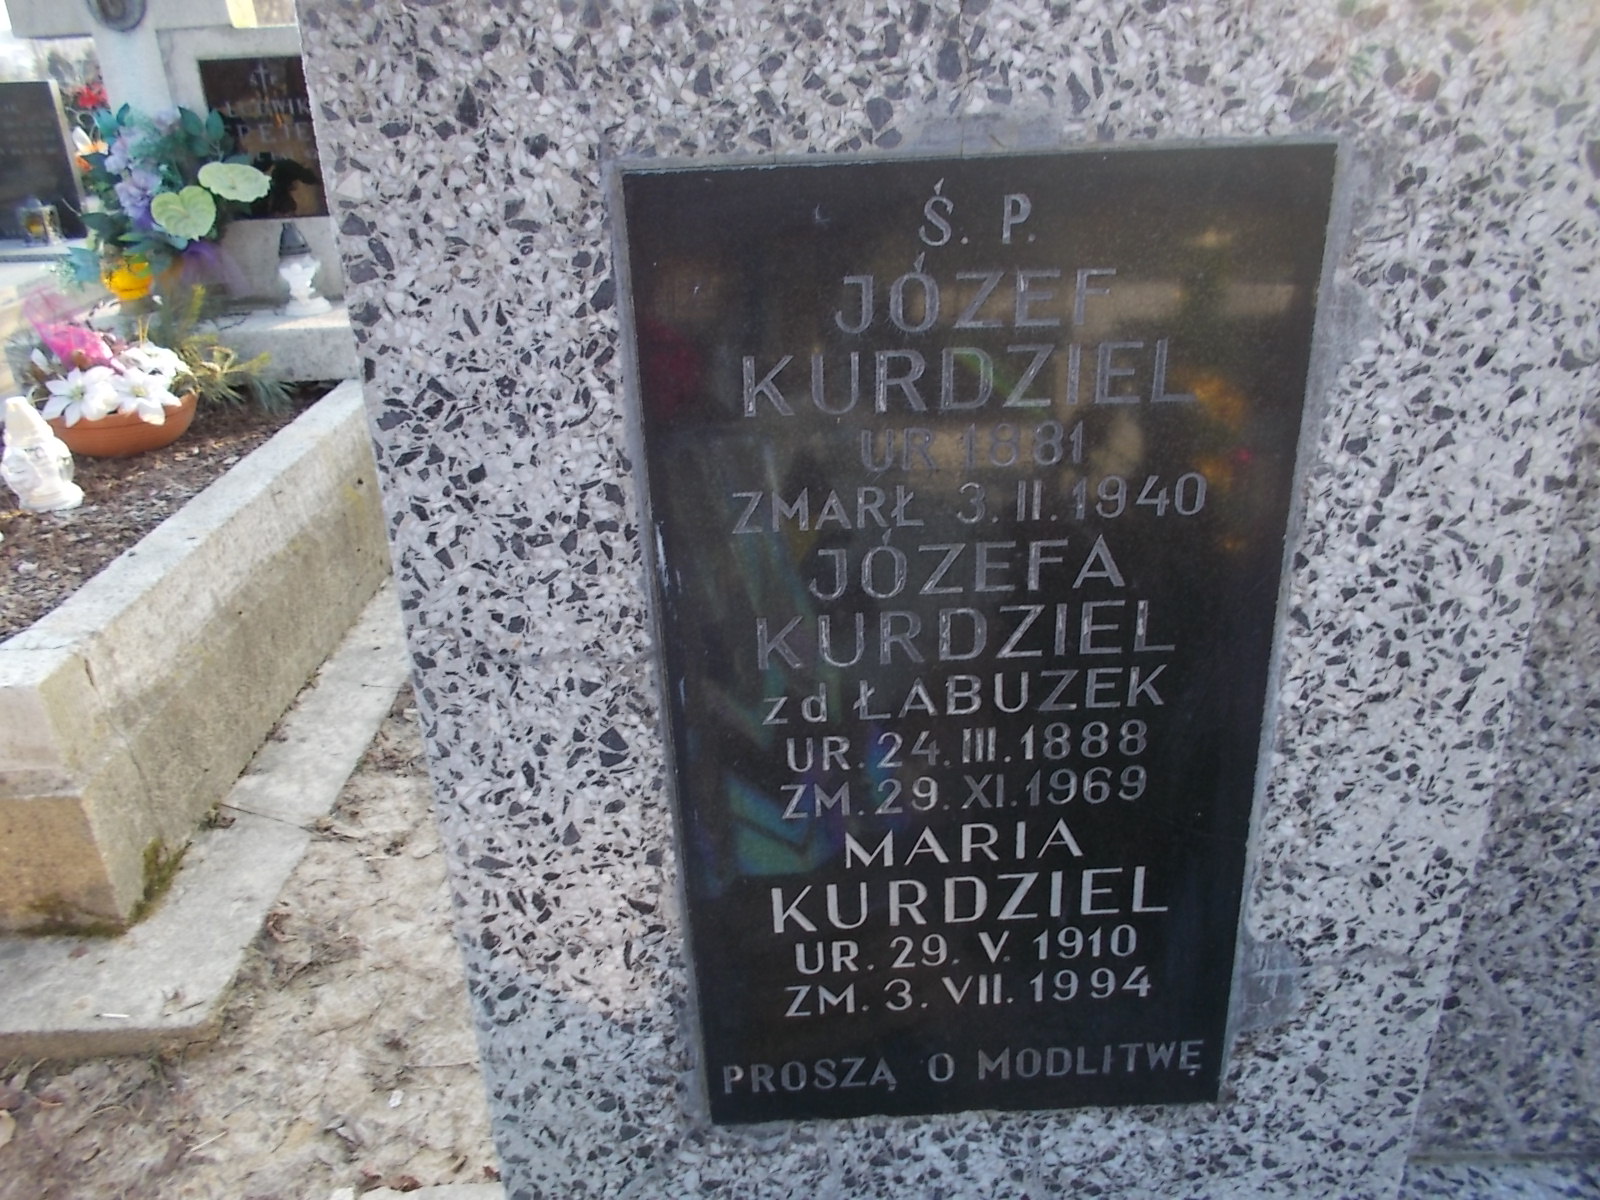 Ś. P.
JÓZEF
KURDZIEL
UR 1881
ZMARŁ 3. II. 1940
JÓZEFA
KURDZIEL
zd ŁABUZEK
UR. 24. III. 1888
ZM. 29. XI. 1969
MARIA
KURDZIEL
UR. 29. V. 1910
ZM. 3. VII. 1994
PROSZĄ O MODLITWĘ